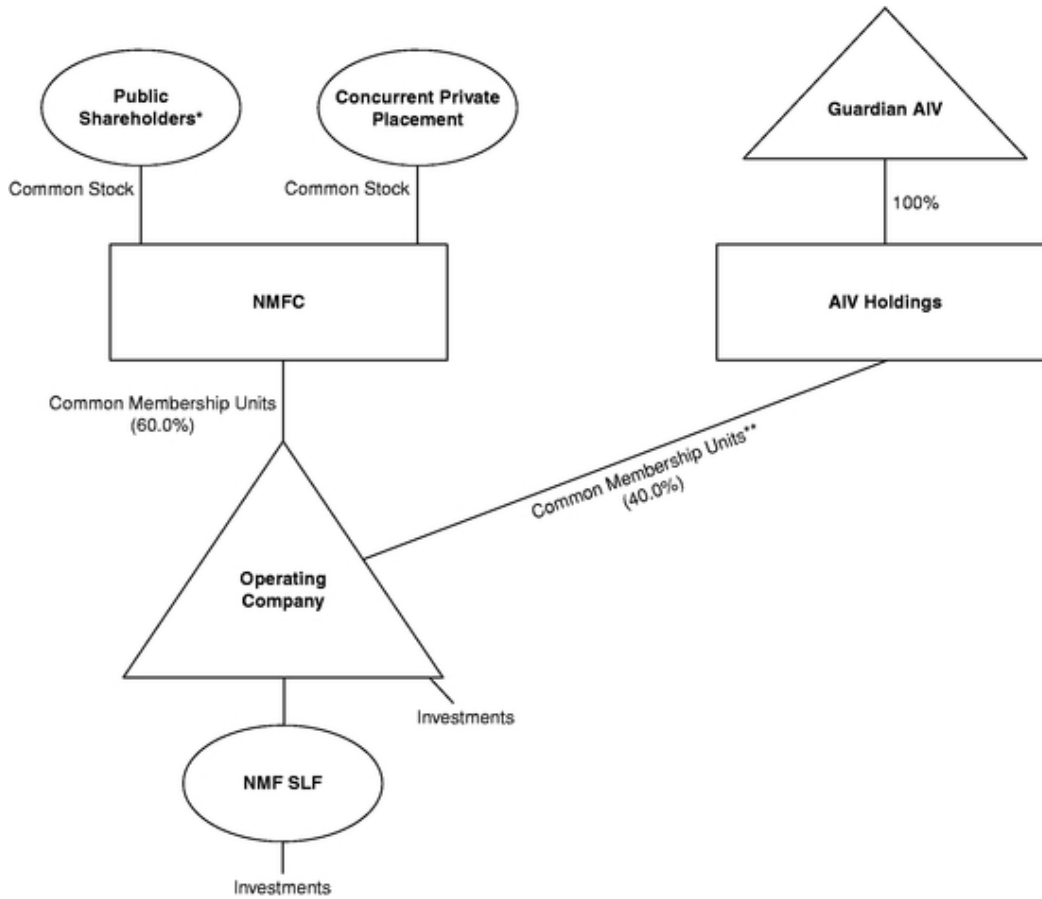 Public
Shareholders*
Concurrent Private
Placement
Guardian AIV
Common Stock
Common Stock
100%
NMFC
AIV Holdings
Common Membership Units
(60.0%)
Common Membership Units**
(40.0%)
Operating
Company
Investments
NMF SLF
Investments